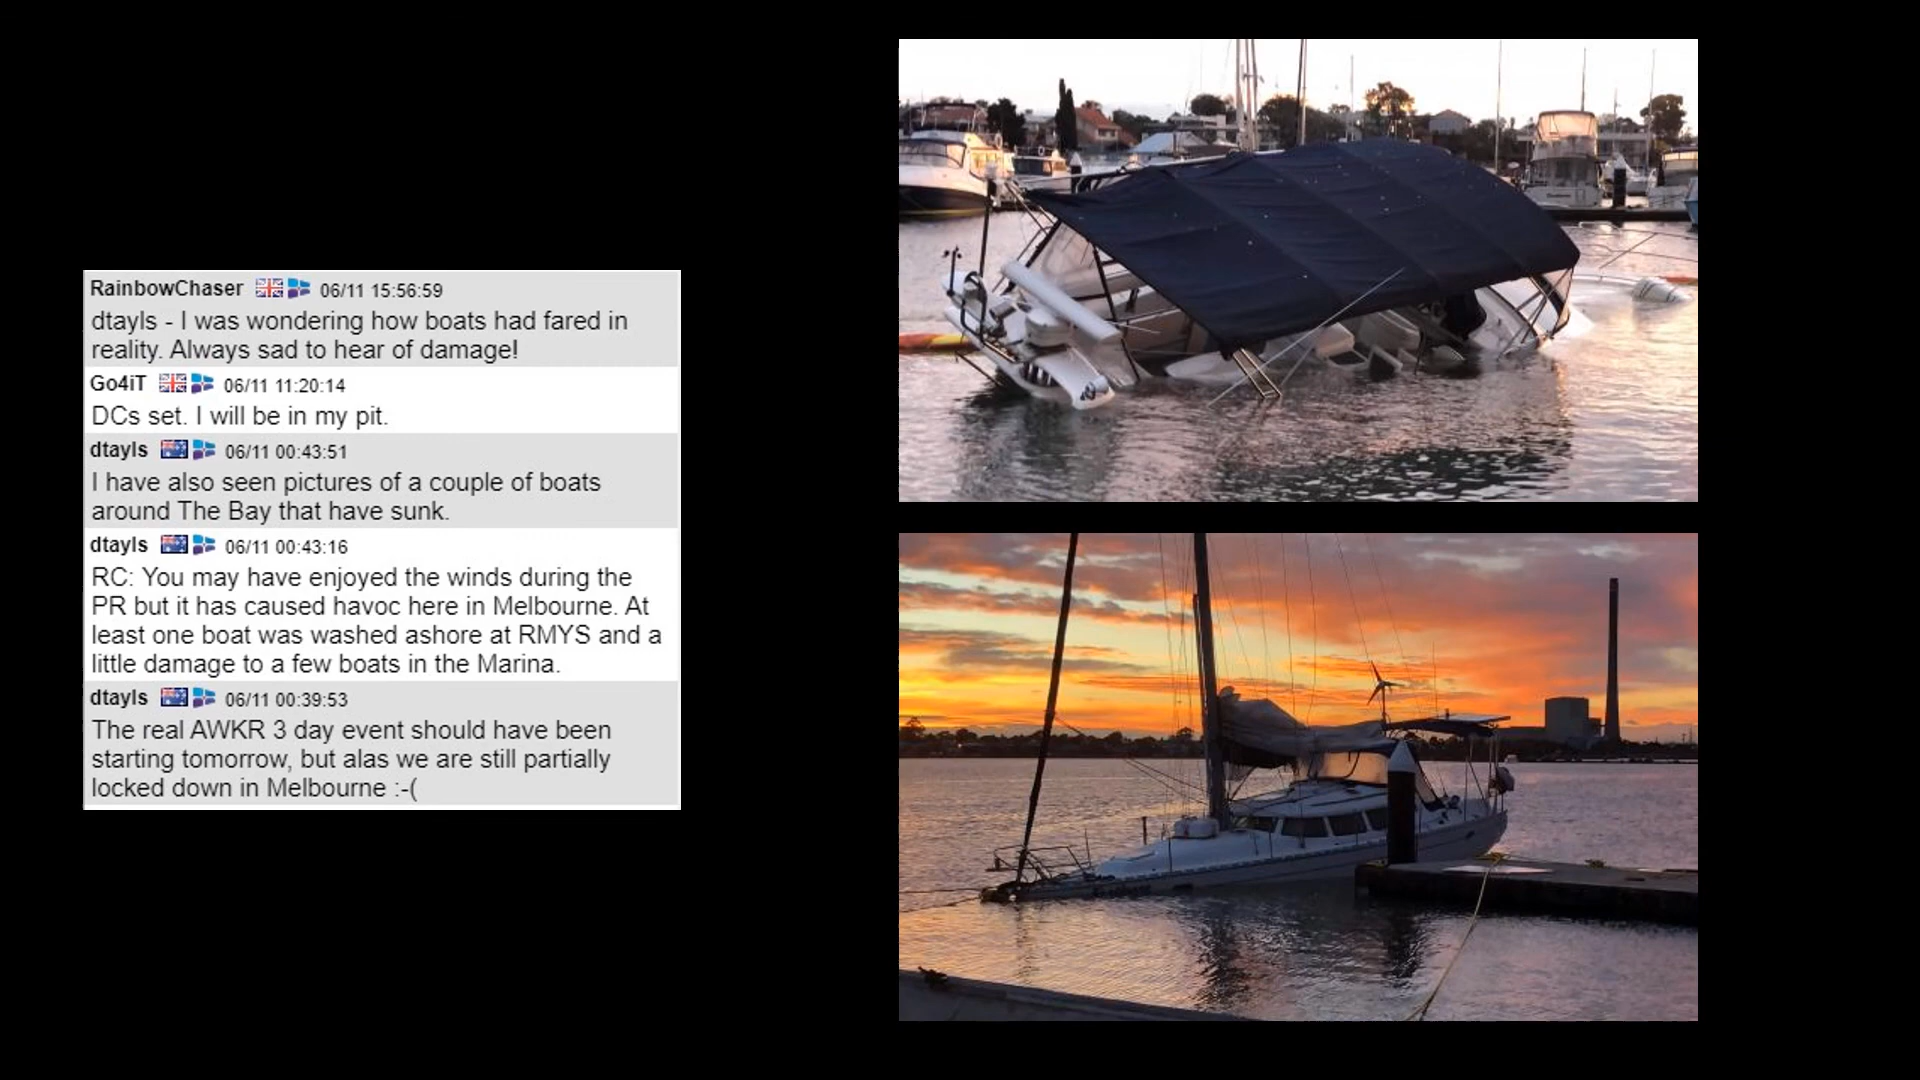 RainbowChaser 06/11 15:56:59
dtayls - I was wondering how boats had fared in
reality. Always sad to hear of damage!
Go4iT 06/11 11:20:14
DCs set. I will be in my pit.
dtayls 06/11 00:43:51
I have also seen pictures of a couple of boats
around The Bay that have sunk.
dtayls 06/11 00:43:16
RC: You may have enjoyed the winds during the
PR but it has caused havoc here in Melbourne. At
least one boat was washed ashore at RMYS and a
little damage to a few boats in the Marina.
dtayls 06/11 00:39:53
The real AWKR 3 day event should have been
starting tomorrow, but alas we are still partially
locked down in Melbourne :-(